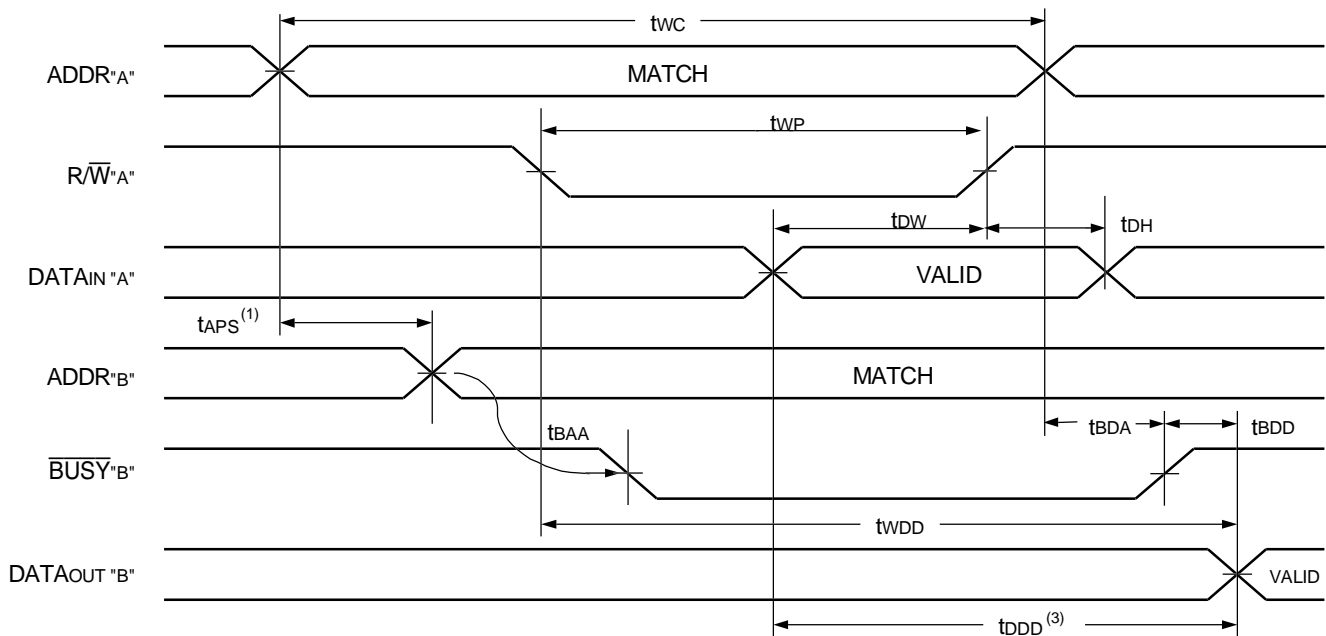 tWC
ADDR"A" MATCH
tWP
R/W̅"A"
tDW tDH
DATAIN "A" VALID
tAPS(1)
ADDR"B" MATCH
tBAA tBDA tBDD
B̅U̅S̅Y̅"B"
tWDD
DATAOUT "B" VALID
tDDD(3)